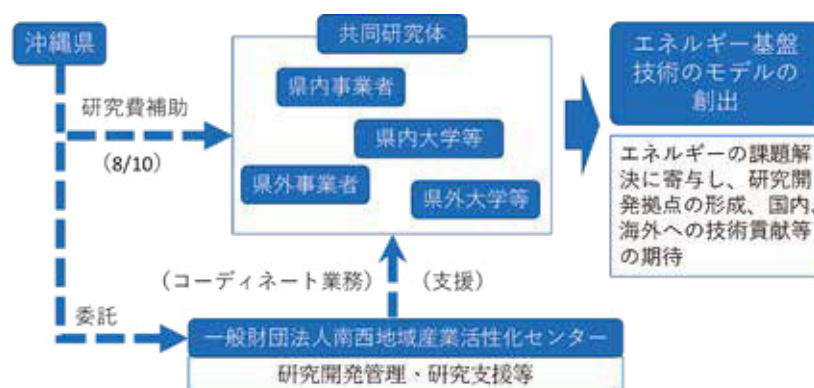 沖縄県
共同研究体
県内事業者
県内大学等
県外事業者
県外大学等
研究費補助
（8/10）
エネルギー基盤
技術のモデルの
創出
エネルギーの課題解
決に寄与し、研究開
発拠点の形成、国内、
海外への技術貢献等
の期待
（コーディネート業務）
（支援）
委託
一般財団法人南西地域産業活性化センター
研究開発管理・研究支援等